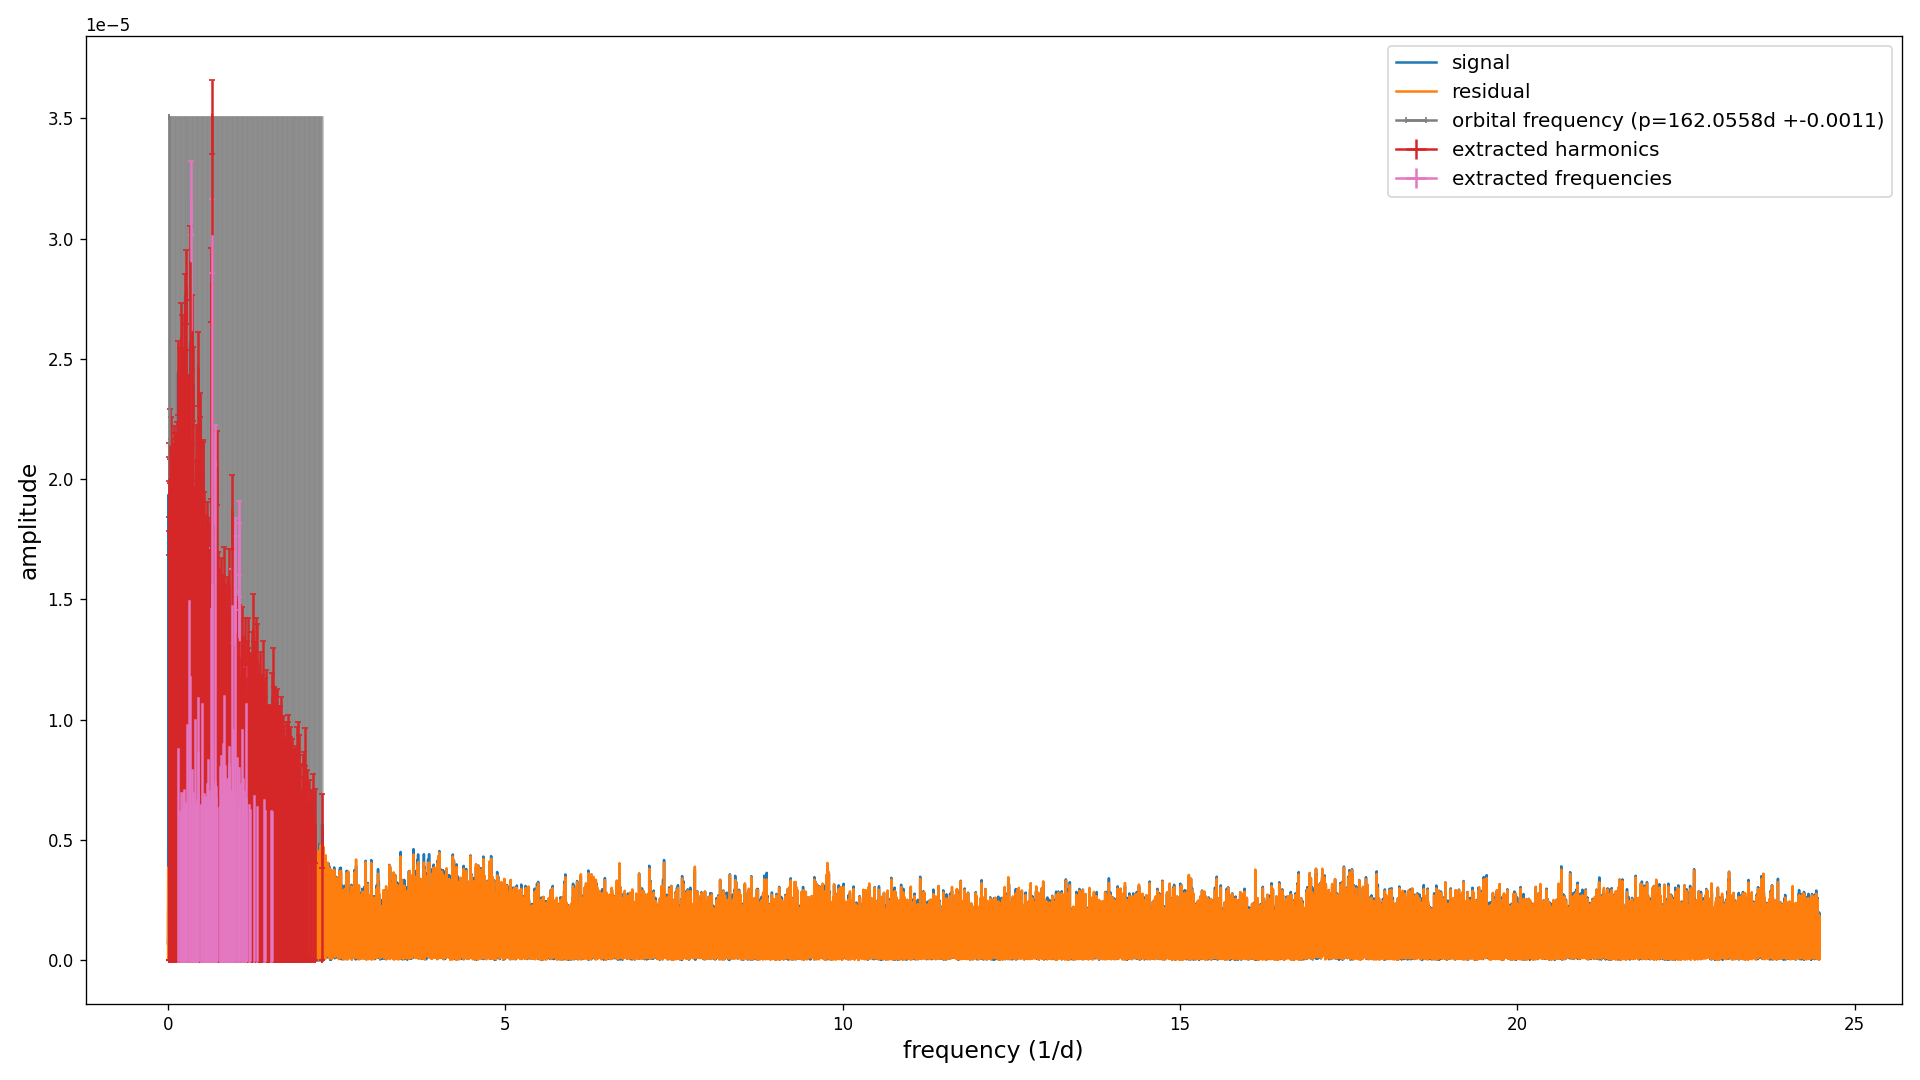 1e−5
signal
residual
orbital frequency (p=162.0558d +-0.0011)
extracted harmonics
extracted frequencies
3.5
3.0
2.5
2.0
1.5
1.0
0.5
0.0
amplitude
0
5
10
15
20
25
frequency (1/d)